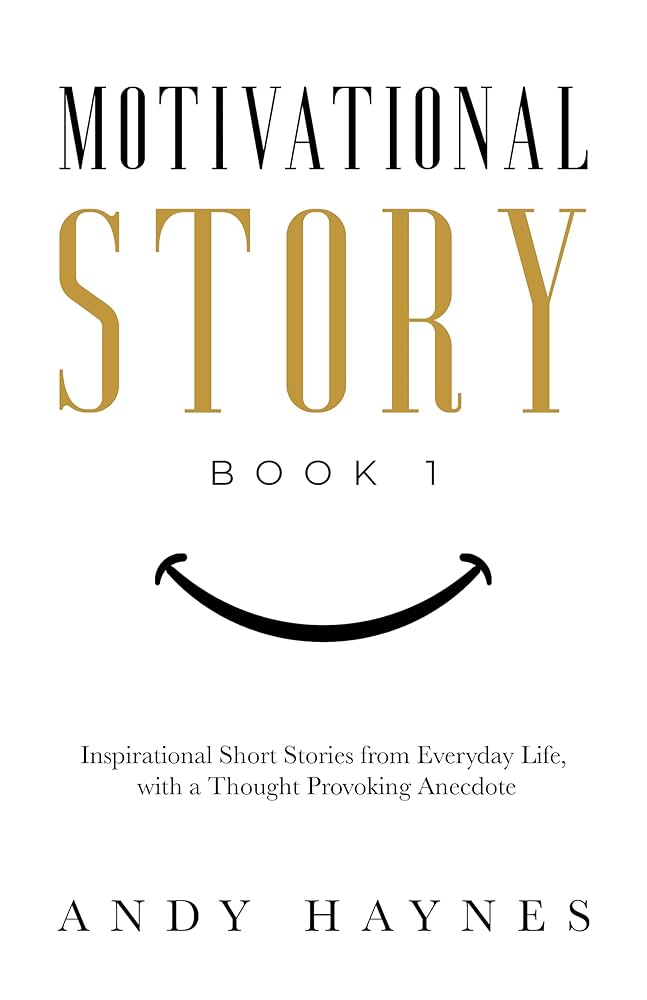 MOTIVATIONAL
STORY
BOOK 1
Inspirational Short Stories from Everyday Life,
with a Thought Provoking Anecdote
ANDY HAYNES